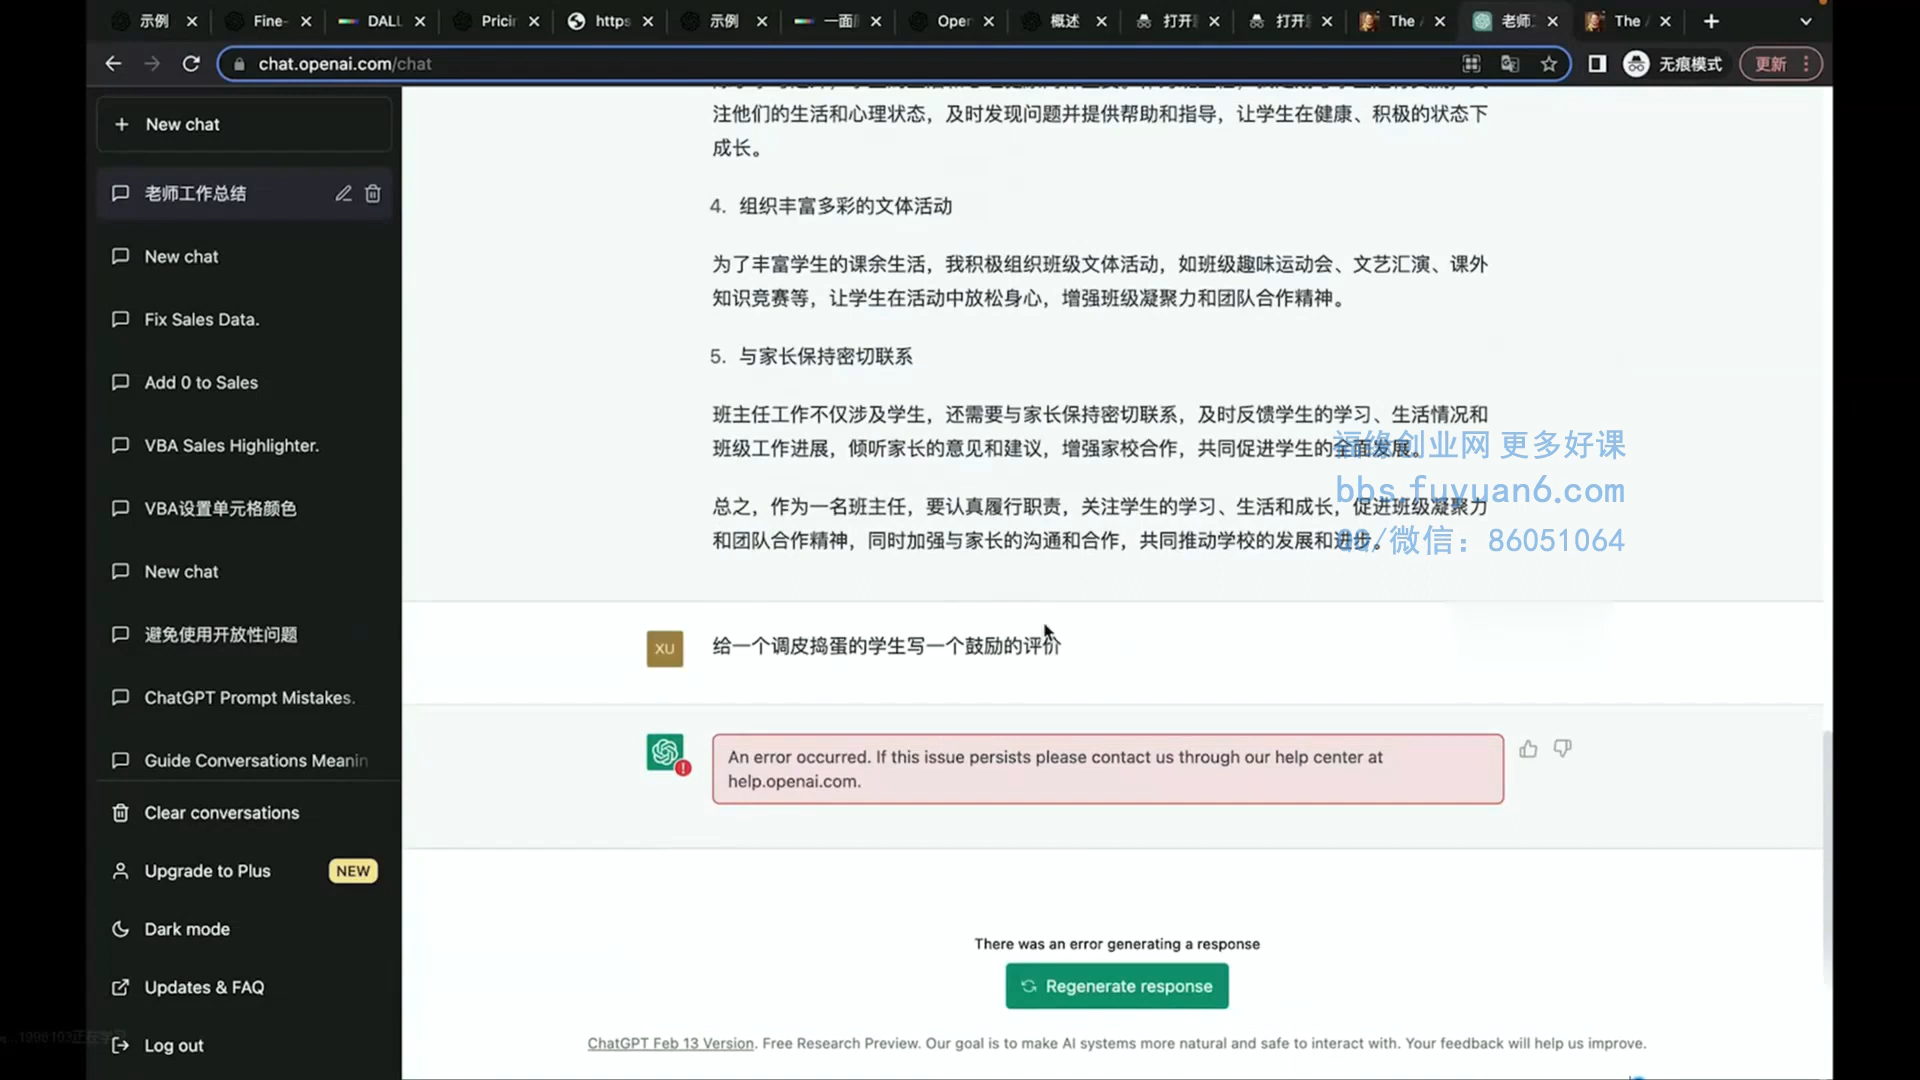 示例
Fine-
DALL
Pricin
https
示例
一面
Open
概述
打开
打开
The
老师
The
chat.openai.com/chat
无痕模式
更新
New chat
老师工作总结
New chat
Fix Sales Data.
Add 0 to Sales
VBA Sales Highlighter.
VBA设置单元格颜色
New chat
避免使用开放性问题
ChatGPT Prompt Mistakes.
Guide Conversations Meanin
Clear conversations
Upgrade to Plus
NEW
Dark mode
Updates & FAQ
Log out
注他们的生活和心理状态，及时发现问题并提供帮助和指导，让学生在健康、积极的状态下
成长。
4. 组织丰富多彩的文体活动
为了丰富学生的课余生活，我积极组织班级文体活动，如班级趣味运动会、文艺汇演、课外
知识竞赛等，让学生在活动中放松身心，增强班级凝聚力和团队合作精神。
5. 与家长保持密切联系
班主任工作不仅涉及学生，还需要与家长保持密切联系，及时反馈学生的学习、生活情况和
班级工作进展，倾听家长的意见和建议，增强家校合作，共同促进学生的全面发展。
总之，作为一名班主任，要认真履行职责，关注学生的学习、生活和成长，促进班级凝聚力
和团队合作精神，同时加强与家长的沟通和合作，共同推动学校的发展和进步。
福缘创业网 更多好课
bbs.fuyuan6.com
QQ/微信：86051064
XU
给一个调皮捣蛋的学生写一个鼓励的评价
An error occurred. If this issue persists please contact us through our help center at
help.openai.com.
There was an error generating a response
Regenerate response
ChatGPT Feb 13 Version. Free Research Preview. Our goal is to make AI systems more natural and safe to interact with. Your feedback will help us improve.